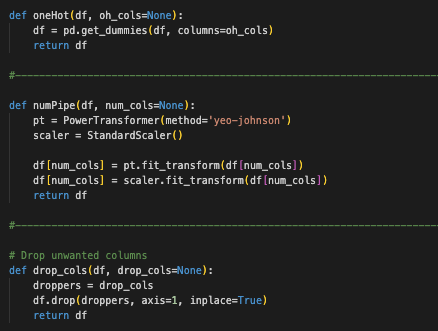 def oneHot(df, oh_cols=None):
    df = pd.get_dummies(df, columns=oh_cols)
    return df
#-----------------------------------------------------------------------
def numPipe(df, num_cols=None):
    pt = PowerTransformer(method='yeo-johnson')
    scaler = StandardScaler()
    df[num_cols] = pt.fit_transform(df[num_cols])
    df[num_cols] = scaler.fit_transform(df[num_cols])
    return df
#-----------------------------------------------------------------------
# Drop unwanted columns
def drop_cols(df, drop_cols=None):
    droppers = drop_cols
    df.drop(droppers, axis=1, inplace=True)
    return df